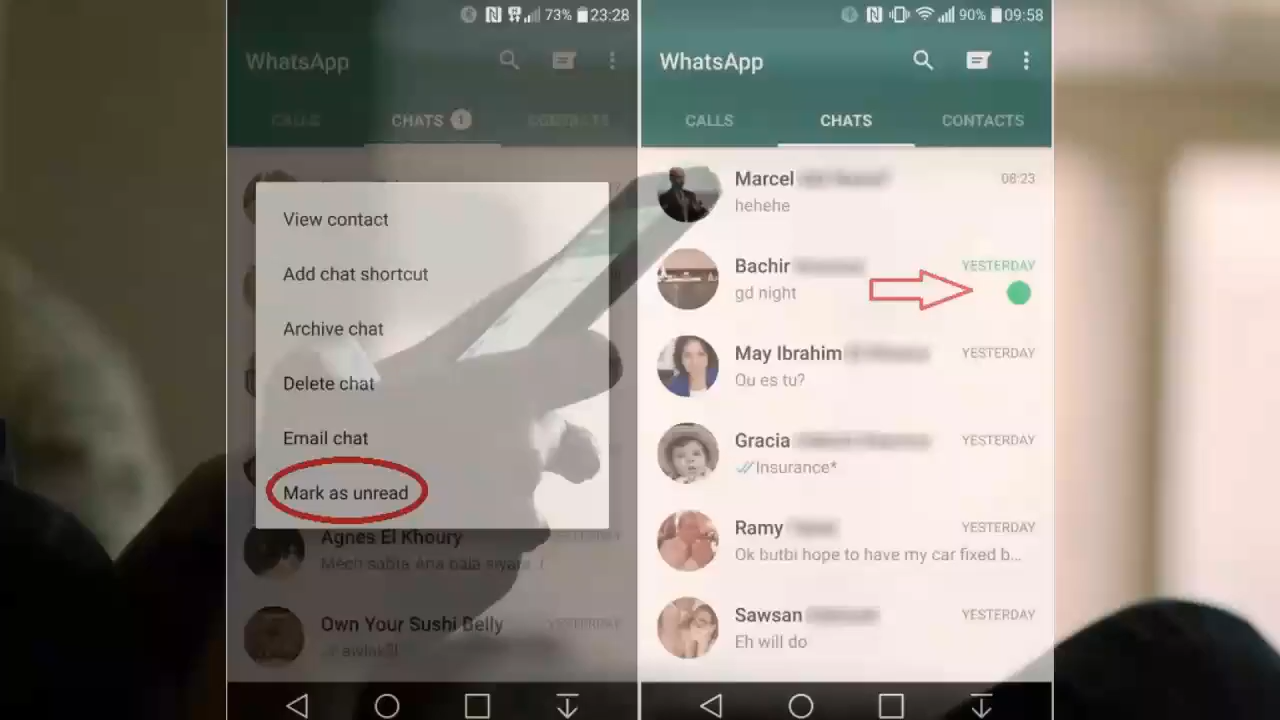 73% 23:28
WhatsApp
CALLS CHATS 1 CONTACTS
View contact
Add chat shortcut
Archive chat
Delete chat
Email chat
Mark as unread
Agnes El Khoury YESTERDAY
Own Your Sushi Belly YESTERDAY
90% 09:58
WhatsApp
CALLS CHATS CONTACTS
Marcel 08:23
hehehe
Bachir YESTERDAY
gd night
May Ibrahim YESTERDAY
Ou es tu?
Gracia YESTERDAY
Insurance*
Ramy YESTERDAY
Ok butbi hope to have my car fixed b...
Sawsan YESTERDAY
Eh will do